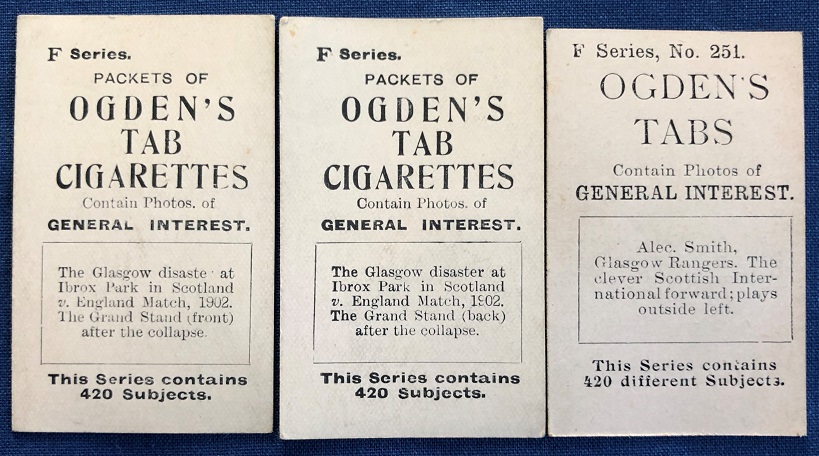 F Series.
PACKETS OF
OGDEN'S
TAB
CIGARETTES
Contain Photos. of
GENERAL INTEREST.
The Glasgow disaste at
Ibrox Park in Scotland
v. England Match, 1902.
The Grand Stand (front)
after the collapse.
This Series contains
420 Subjects.
F Series.
PACKETS OF
OGDEN'S
TAB
CIGARETTES
Contain Photos. of
GENERAL INTEREST.
The Glasgow disaster at
Ibrox Park in Scotland
v. England Match, 1902.
The Grand Stand (back)
after the collapse.
This Series contains
420 Subjects.
F Series, No. 251.
OGDEN'S
TABS
Contain Photos of
GENERAL INTEREST.
Alec. Smith,
Glasgow Rangers. The
clever Scottish Inter-
national forward; plays
outside left.
This Series contains
420 different Subjects.